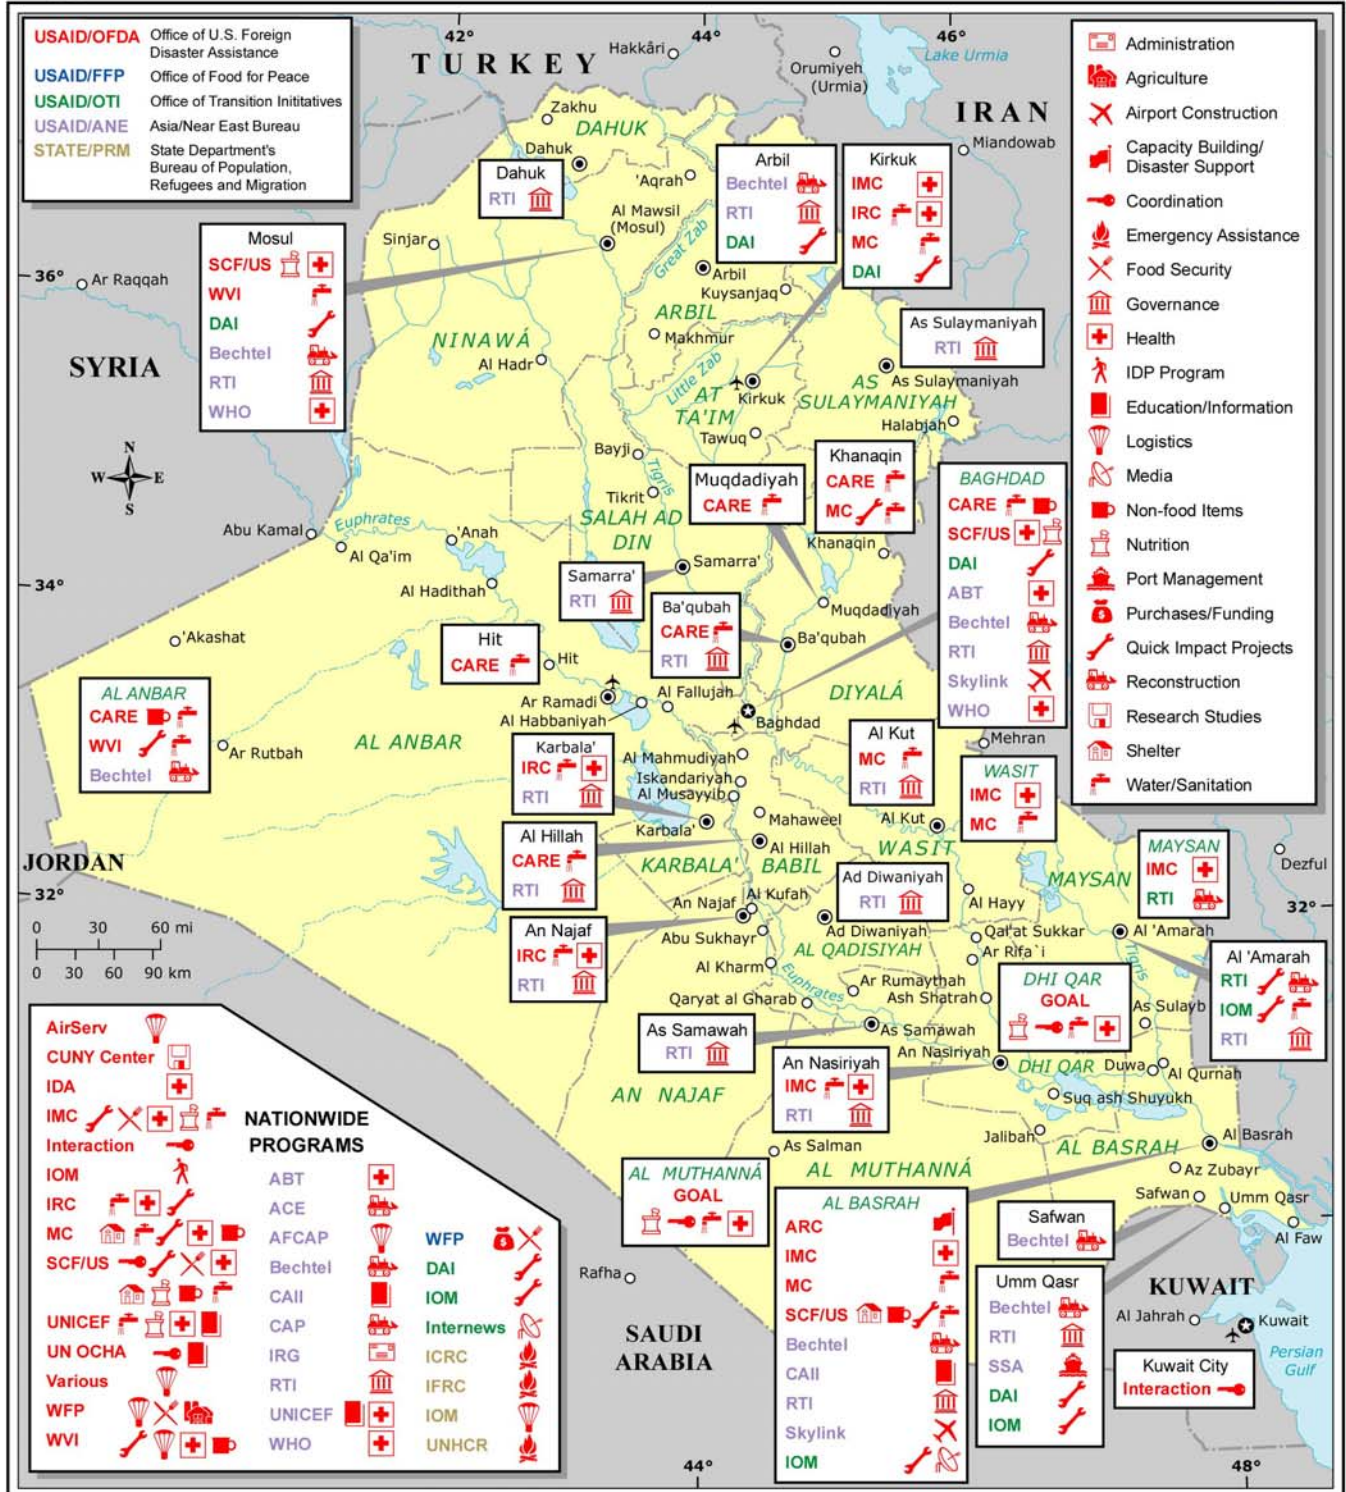 USAID/OFDA Office of U.S. Foreign
Disaster Assistance
USAID/FFP Office of Food for Peace
USAID/OTI Office of Transition Inititatives
USAID/ANE Asia/Near East Bureau
STATE/PRM State Department's
Bureau of Population,
Refugees and Migration
42°
44°
46°
TURKEY
Hakkâri
Orumiyeh
(Urmia)
Lake Urmia
IRAN
Miandowab
Administration
Agriculture
Airport Construction
Capacity Building/
Disaster Support
Coordination
Emergency Assistance
Food Security
Governance
Health
IDP Program
Education/Information
Logistics
Media
Non-food Items
Nutrition
Port Management
Purchases/Funding
Quick Impact Projects
Reconstruction
Research Studies
Shelter
Water/Sanitation
Zakhu
DAHUK
Dahuk
'Aqrah
Dahuk
RTI
Arbil
Bechtel
RTI
DAI
Kirkuk
IMC
IRC
MC
DAI
Al Mawsil
(Mosul)
Sinjar
Great Zab
Mosul
SCF/US
WVI
DAI
Bechtel
RTI
WHO
36°
Ar Raqqah
SYRIA
Arbil
Kuysanjaq
ARBIL
NINAWÁ
Makhmur
Al Hadr
Little Zab
As Sulaymaniyah
RTI
As Sulaymaniyah
AS
SULAYMANIYAH
Halabjah
AT
TA'IM
Kirkuk
Tawuq
N
W E
S
Bayji
Tigris
Tikrit
SALAH AD
DIN
Muqdadiyah
CARE
Khanaqin
CARE
MC
Khanaqin
BAGHDAD
CARE
SCF/US
DAI
ABT
Bechtel
RTI
Skylink
WHO
Abu Kamal
Euphrates
'Anah
Al Qa'im
Al Hadithah
34°
Samarra'
Samarra'
RTI
Muqdadiyah
Ba'qubah
CARE
RTI
Ba'qubah
'Akashat
Hit
CARE
Hit
AL ANBAR
CARE
WVI
Bechtel
Ar Rutbah
AL ANBAR
Ar Ramadi
Al Habbaniyah
Al Fallujah
Baghdad
DIYALÁ
Mehran
Al Kut
MC
RTI
WASIT
IMC
MC
Karbala'
IRC
RTI
Al Mahmudiyah
Iskandariyah
Al Musayyib
Karbala'
Mahaweel
Al Kut
WASIT
Al Hillah
CARE
RTI
Al Hillah
KARBALA'
BABIL
JORDAN
32°
MAYSAN
IMC
RTI
Dezful
MAYSAN
32°
Ad Diwaniyah
RTI
Al Hayy
An Najaf
Al Kufah
Ad Diwaniyah
AL QADISIYAH
Abu Sukhayr
An Najaf
IRC
RTI
Qal'at Sukkar
Ar Rifa`i
Al 'Amarah
Tigris
Al 'Amarah
RTI
IOM
RTI
0 30 60 mi
0 30 60 90 km
Al Kharm
Euphrates
Ar Rumaythah
Ash Shatrah
Qaryat al Gharab
DHI QAR
GOAL
As Sulayb
As Samawah
RTI
As Samawah
An Nasiriyah
An Nasiriyah
IMC
RTI
DHI QAR
Duwa
Al Qurnah
Suq ash Shuyukh
AN NAJAF
Jalibah
As Salman
AL BASRAH
Al Basrah
Az Zubayr
AL MUTHANNÁ
AL MUTHANNÁ
GOAL
Safwan
Umm Qasr
Al Faw
Safwan
Bechtel
AL BASRAH
ARC
IMC
MC
SCF/US
Bechtel
CAII
RTI
Skylink
IOM
Umm Qasr
Bechtel
RTI
SSA
DAI
IOM
KUWAIT
Al Jahrah
Kuwait
Persian
Gulf
Kuwait City
Interaction
Rafha
SAUDI
ARABIA
AirServ
CUNY Center
IDA
IMC
Interaction
IOM
IRC
MC
SCF/US
UNICEF
UN OCHA
Various
WFP
WVI
NATIONWIDE
PROGRAMS
ABT
ACE
AFCAP
Bechtel
CAII
CAP
IRG
RTI
UNICEF
WHO
WFP
DAI
IOM
Internews
ICRC
IFRC
IOM
UNHCR
44°
48°